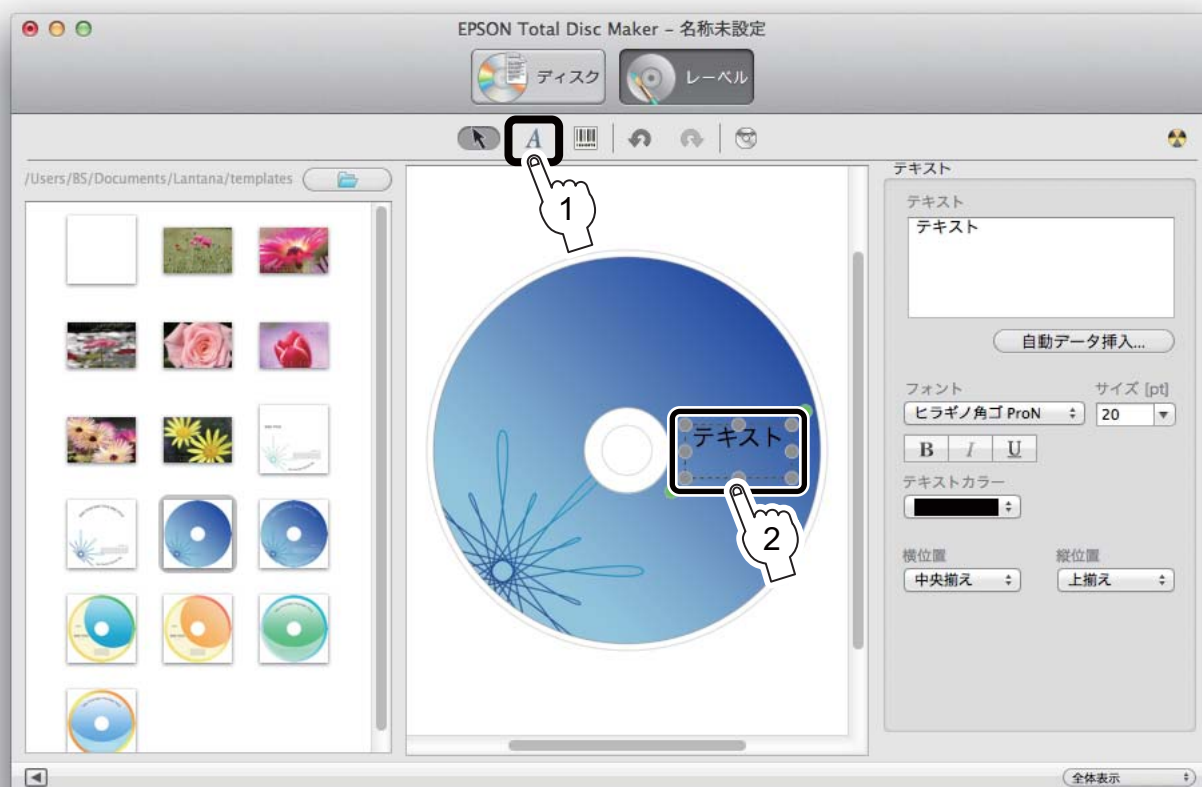 EPSON Total Disc Maker – 名称未設定
ディスク
レーベル
A
1
/Users/8S/Documents/Lantana/templates
テキスト
テキスト
テキスト
自動データ挿入...
フォント
サイズ [pt]
ヒラギノ角ゴ ProN
20
B I U
テキストカラー
横位置
縦位置
中央揃え
上揃え
テキスト
2
全体表示